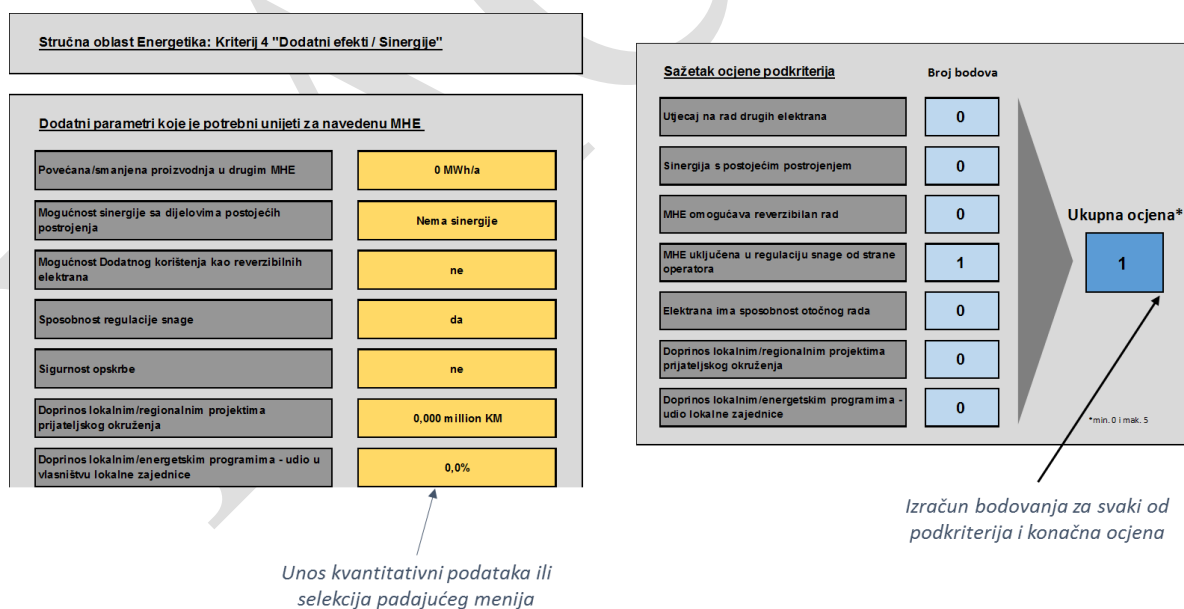 Stručna oblast Energetika: Kriterij 4 "Dodatni efekti / Sinergije"
Dodatni parametri koje je potrebni unijeti za navedenu MHE
Povećana/smanjena proizvodnja u drugim MHE
0 MWh/a
Mogućnost sinergije sa dijelovima postojećih
postrojenja
Nema sinergije
Mogućnost Dodatnog korištenja kao reverzibilnih
elektrana
ne
Sposobnost regulacije snage
da
Sigurnost opskrbe
ne
Doprinos lokalnim/regionalnim projektima
prijateljskog okruženja
0,000 million KM
Doprinos lokalnim/energetskim programima - udio u
vlasništvu lokalne zajednice
0,0%
Unos kvantitativni podataka ili
selekcija padajućeg menija
Sažetak ocjene podkriterija
Broj bodova
Utjecaj na rad drugih elektrana
0
Sinergija s postojećim postrojenjem
0
MHE omogućava reverzibilan rad
0
MHE uključena u regulaciju snage od strane
operatora
1
Elektrana ima sposobnost otočnog rada
0
Doprinos lokalnim/regionalnim projektima
prijateljskog okruženja
0
Doprinos lokalnim/energetskim programima -
udio lokalne zajednice
0
Ukupna ocjena*
1
*min. 0 i mak. 5
Izračun bodovanja za svaki od
podkriterija i konačna ocjena